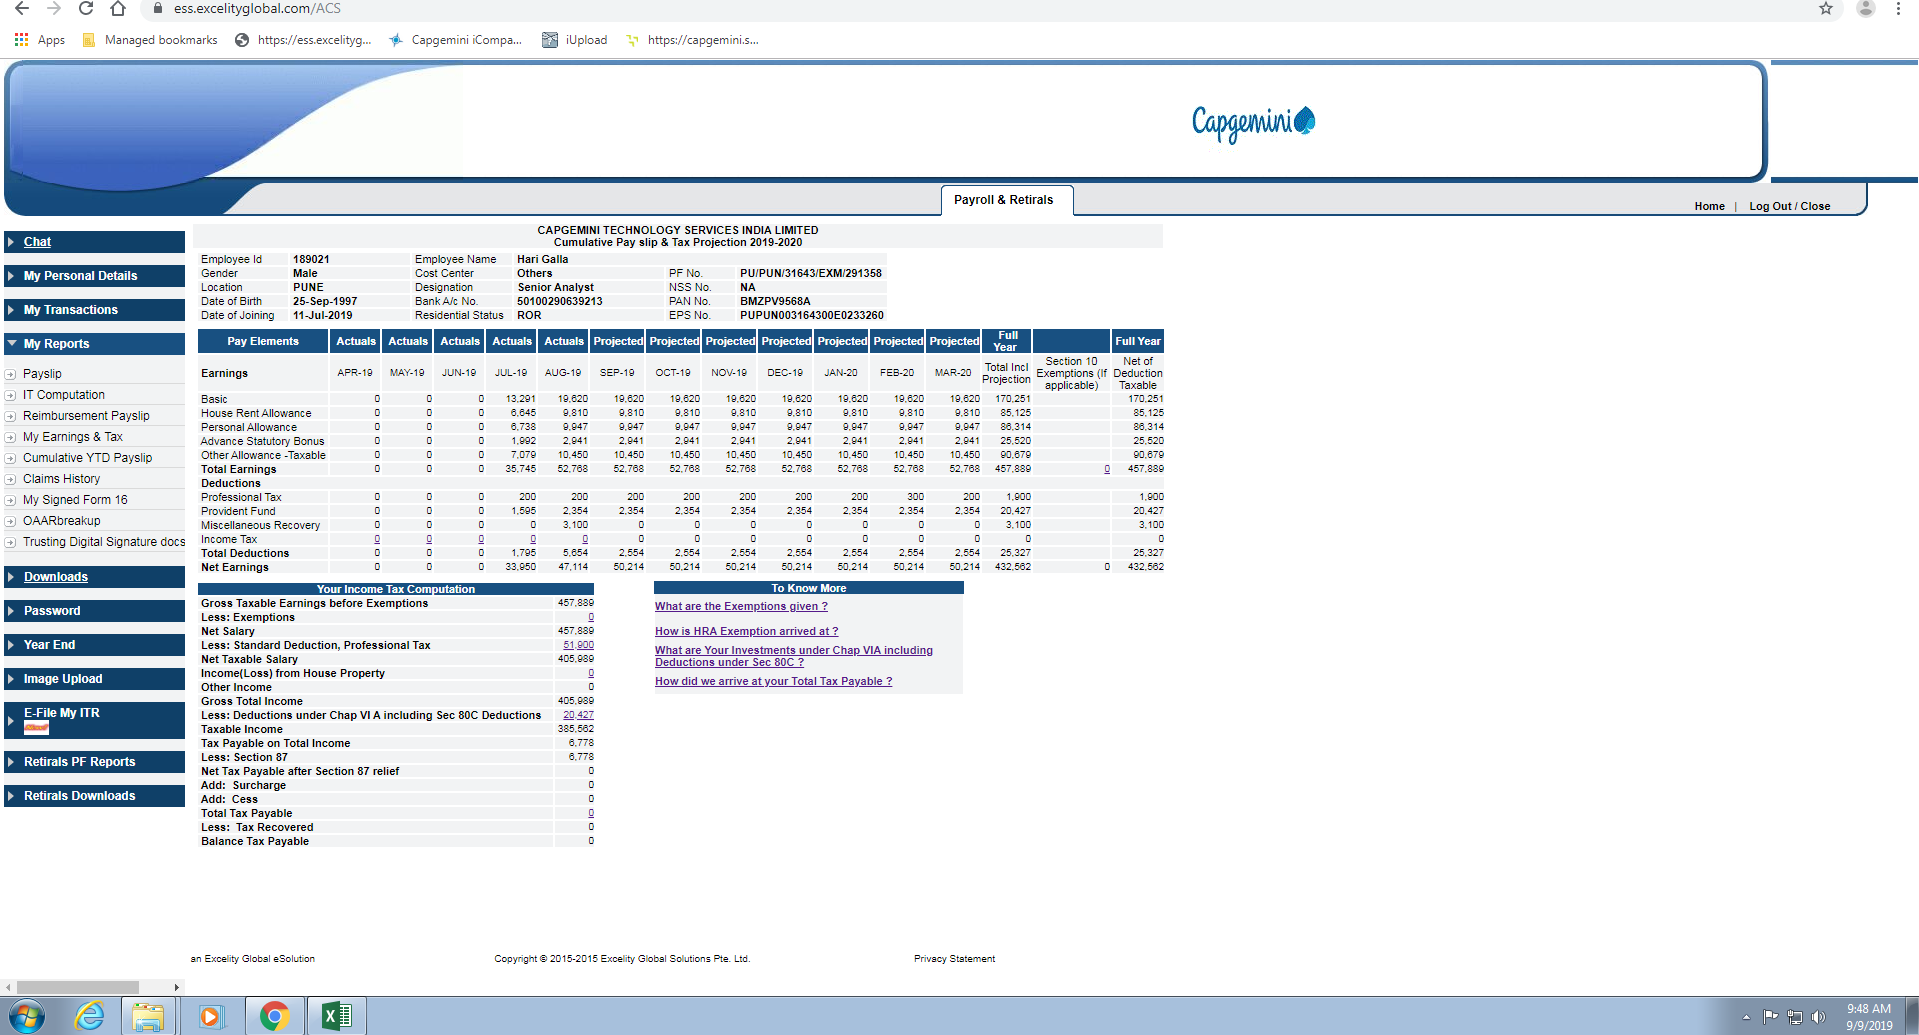 ess.excelityglobal.com/ACS
Apps Managed bookmarks https://ess.excelityg... Capgemini iCompa... iUpload https://capgemini.s...
Capgemini
Payroll & Retirals
Home | Log Out / Close
Chat
My Personal Details
My Transactions
My Reports
Payslip
IT Computation
Reimbursement Payslip
My Earnings & Tax
Cumulative YTD Payslip
Claims History
My Signed Form 16
OAARbreakup
Trusting Digital Signature docs
Downloads
Password
Year End
Image Upload
E-File My ITR
Retirals PF Reports
Retirals Downloads
CAPGEMINI TECHNOLOGY SERVICES INDIA LIMITED
Cumulative Pay slip & Tax Projection 2019-2020
Employee Id 189021 Employee Name Hari Galla
Gender Male Cost Center Others PF No. PU/PUN/31643/EXM/291358
Location PUNE Designation Senior Analyst NSS No. NA
Date of Birth 25-Sep-1997 Bank A/c No. 50100290639213 PAN No. BMZPV9568A
Date of Joining 11-Jul-2019 Residential Status ROR EPS No. PUPUN003164300E0233260
Pay Elements Actuals Actuals Actuals Actuals Actuals Projected Projected Projected Projected Projected Projected Projected Full Year Full Year
Earnings APR-19 MAY-19 JUN-19 JUL-19 AUG-19 SEP-19 OCT-19 NOV-19 DEC-19 JAN-20 FEB-20 MAR-20 Total Incl Projection Section 10 Exemptions (If applicable) Net of Deduction Taxable
Basic 0 0 0 13,291 19,620 19,620 19,620 19,620 19,620 19,620 19,620 19,620 170,251 170,251
House Rent Allowance 0 0 0 6,645 9,810 9,810 9,810 9,810 9,810 9,810 9,810 9,810 85,125 85,125
Personal Allowance 0 0 0 6,738 9,947 9,947 9,947 9,947 9,947 9,947 9,947 9,947 86,314 86,314
Advance Statutory Bonus 0 0 0 1,992 2,941 2,941 2,941 2,941 2,941 2,941 2,941 2,941 25,520 25,520
Other Allowance -Taxable 0 0 0 7,079 10,450 10,450 10,450 10,450 10,450 10,450 10,450 10,450 90,679 90,679
Total Earnings 0 0 0 35,745 52,768 52,768 52,768 52,768 52,768 52,768 52,768 52,768 457,889 0 457,889
Deductions
Professional Tax 0 0 0 200 200 200 200 200 200 200 300 200 1,900 1,900
Provident Fund 0 0 0 1,595 2,354 2,354 2,354 2,354 2,354 2,354 2,354 2,354 20,427 20,427
Miscellaneous Recovery 0 0 0 0 3,100 0 0 0 0 0 0 0 3,100 3,100
Income Tax 0 0 0 0 0 0 0 0 0 0 0 0 0 0
Total Deductions 0 0 0 1,795 5,654 2,554 2,554 2,554 2,554 2,554 2,554 2,554 25,327 25,327
Net Earnings 0 0 0 33,950 47,114 50,214 50,214 50,214 50,214 50,214 50,214 50,214 432,562 0 432,562
Your Income Tax Computation
Gross Taxable Earnings before Exemptions 457,889
Less: Exemptions 0
Net Salary 457,889
Less: Standard Deduction, Professional Tax 51,900
Net Taxable Salary 405,989
Income(Loss) from House Property 0
Other Income 0
Gross Total Income 405,989
Less: Deductions under Chap VI A including Sec 80C Deductions 20,427
Taxable Income 385,562
Tax Payable on Total Income 6,778
Less: Section 87 6,778
Net Tax Payable after Section 87 relief 0
Add: Surcharge 0
Add: Cess 0
Total Tax Payable 0
Less: Tax Recovered 0
Balance Tax Payable 0
To Know More
What are the Exemptions given ?
How is HRA Exemption arrived at ?
What are Your Investments under Chap VIA including
Deductions under Sec 80C ?
How did we arrive at your Total Tax Payable ?
an Excelity Global eSolution Copyright © 2015-2015 Excelity Global Solutions Pte. Ltd. Privacy Statement
9:48 AM
9/9/2019